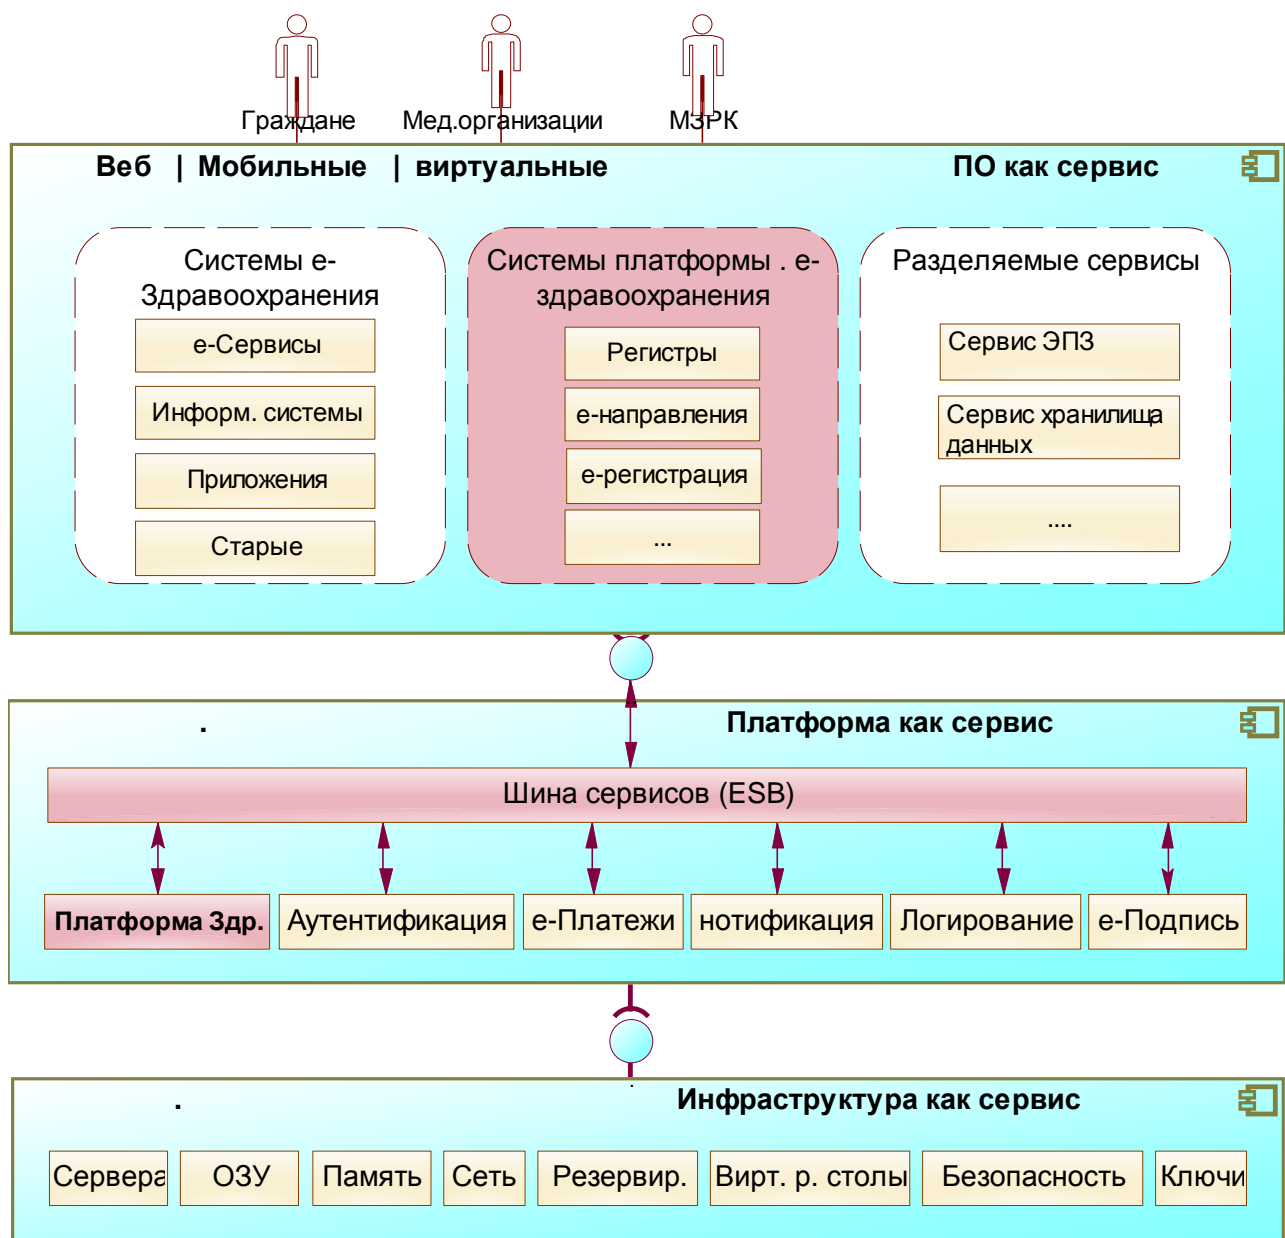 Граждане Мед.организации МЗРК
Веб | Мобильные | виртуальные ПО как сервис
Системы е-
Здравоохранения
е-Сервисы
Информ. системы
Приложения
Старые
Системы платформы . е-
здравоохранения
Регистры
е-направления
е-регистрация
...
Разделяемые сервисы
Сервис ЭПЗ
Сервис хранилища
данных
....
. Платформа как сервис
Шина сервисов (ESB)
Платформа Здр. Аутентификация е-Платежи нотификация Логирование е-Подпись
. Инфраструктура как сервис
Сервера ОЗУ Память Сеть Резервир. Вирт. р. столы Безопасность Ключи